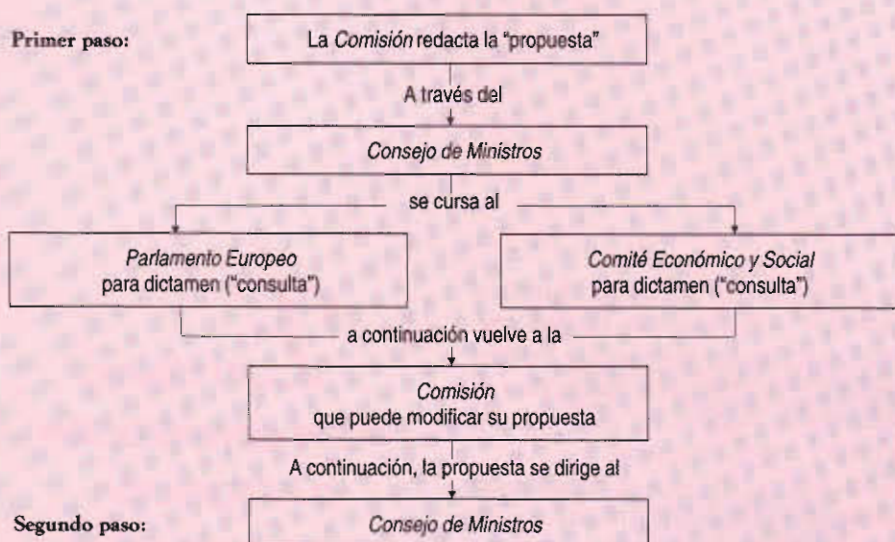 Primer paso:
La Comisión redacta la "propuesta"
A través del
Consejo de Ministros
se cursa al
Parlamento Europeo
para dictamen ("consulta")
Comité Económico y Social
para dictamen ("consulta")
a continuación vuelve a la
Comisión
que puede modificar su propuesta
A continuación, la propuesta se dirige al
Segundo paso:
Consejo de Ministros